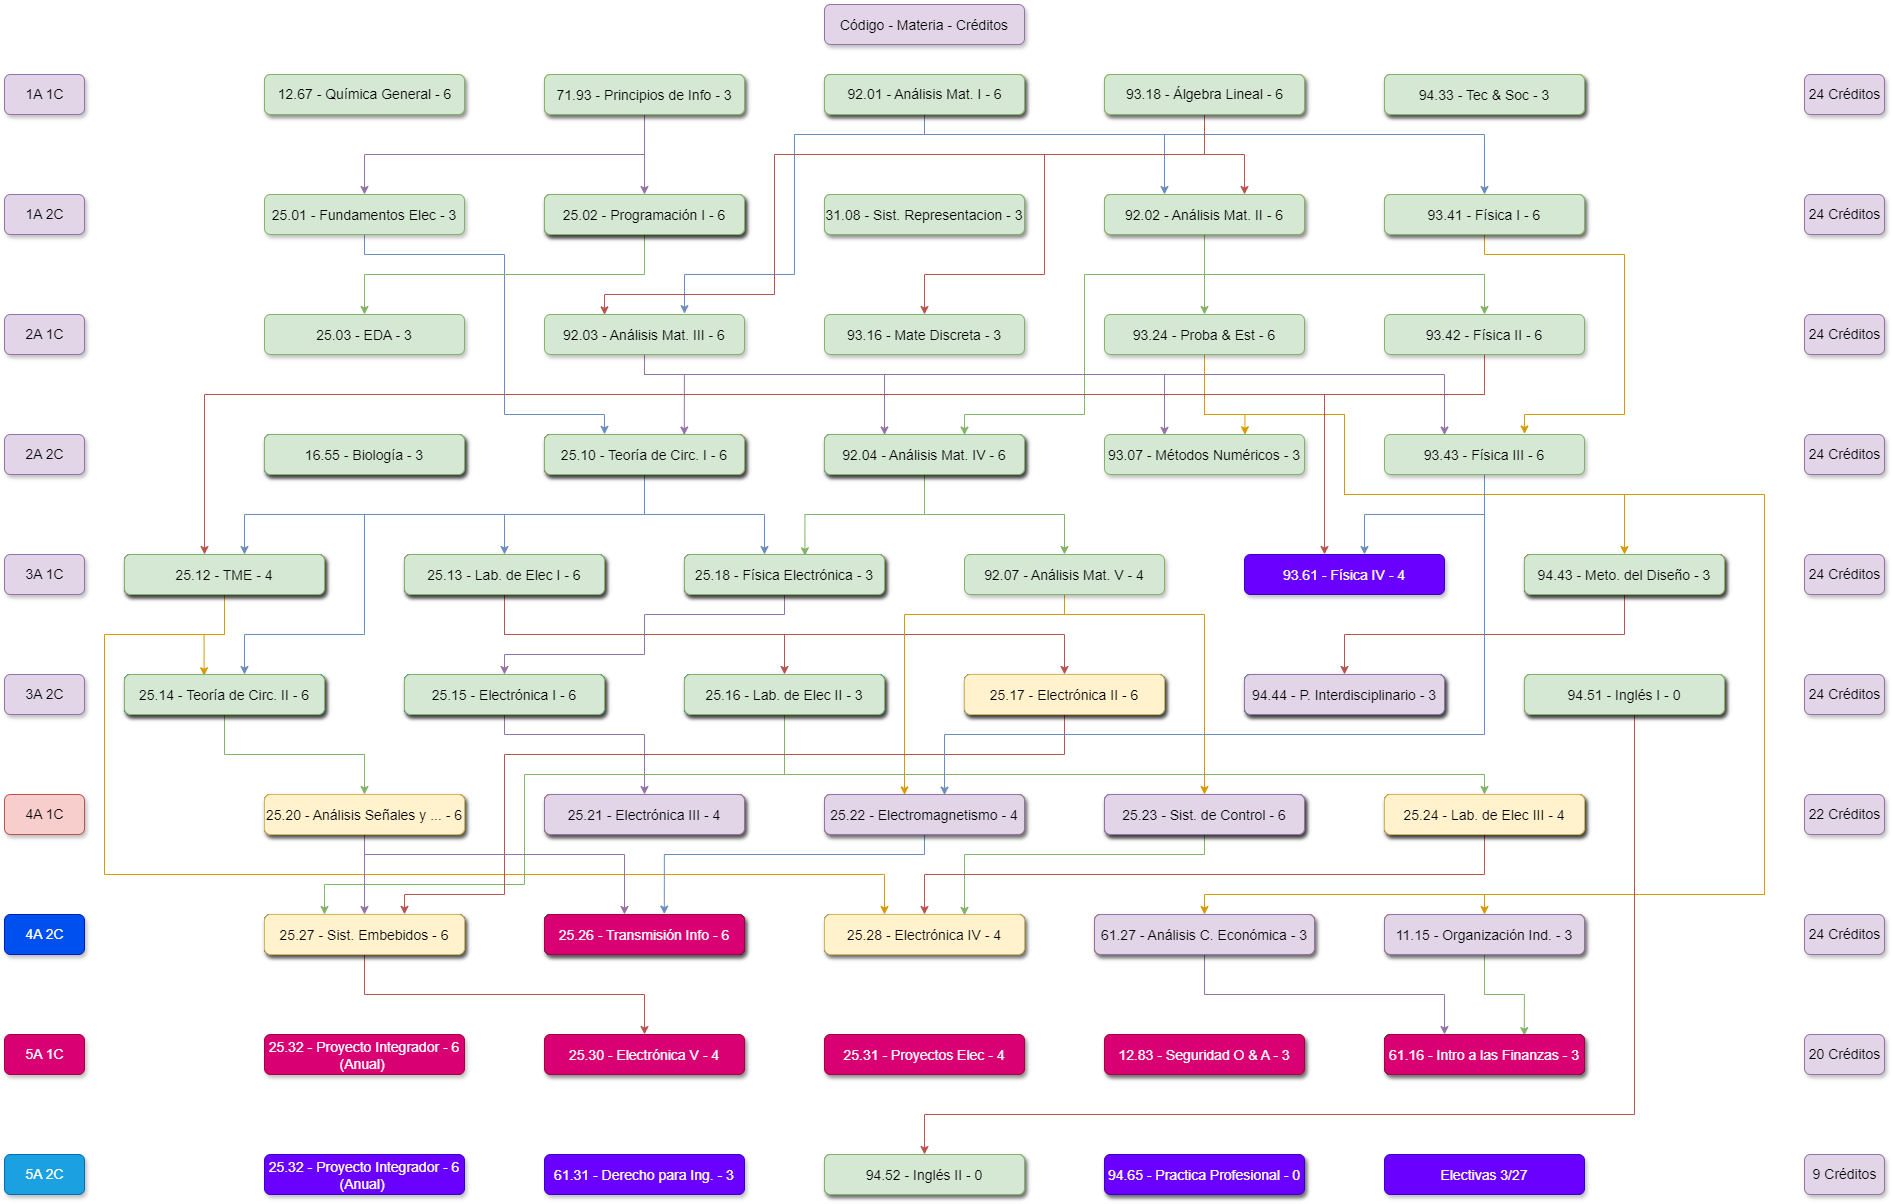 Código - Materia - Créditos
1A 1C
12.67 - Química General - 6
71.93 - Principios de Info - 3
92.01 - Análisis Mat. I - 6
93.18 - Álgebra Lineal - 6
94.33 - Tec & Soc - 3
24 Créditos
1A 2C
25.01 - Fundamentos Elec - 3
25.02 - Programación I - 6
31.08 - Sist. Representacion - 3
92.02 - Análisis Mat. II - 6
93.41 - Física I - 6
24 Créditos
2A 1C
25.03 - EDA - 3
92.03 - Análisis Mat. III - 6
93.16 - Mate Discreta - 3
93.24 - Proba & Est - 6
93.42 - Física II - 6
24 Créditos
2A 2C
16.55 - Biología - 3
25.10 - Teoría de Circ. I - 6
92.04 - Análisis Mat. IV - 6
93.07 - Métodos Numéricos - 3
93.43 - Física III - 6
24 Créditos
3A 1C
25.12 - TME - 4
25.13 - Lab. de Elec I - 6
25.18 - Física Electrónica - 3
92.07 - Análisis Mat. V - 4
93.61 - Física IV - 4
94.43 - Meto. del Diseño - 3
24 Créditos
3A 2C
25.14 - Teoría de Circ. II - 6
25.15 - Electrónica I - 6
25.16 - Lab. de Elec II - 3
25.17 - Electrónica II - 6
94.44 - P. Interdisciplinario - 3
94.51 - Inglés I - 0
24 Créditos
4A 1C
25.20 - Análisis Señales y ... - 6
25.21 - Electrónica III - 4
25.22 - Electromagnetismo - 4
25.23 - Sist. de Control - 6
25.24 - Lab. de Elec III - 4
22 Créditos
4A 2C
25.27 - Sist. Embebidos - 6
25.26 - Transmisión Info - 6
25.28 - Electrónica IV - 4
61.27 - Análisis C. Económica - 3
11.15 - Organización Ind. - 3
24 Créditos
5A 1C
25.32 - Proyecto Integrador - 6
(Anual)
25.30 - Electrónica V - 4
25.31 - Proyectos Elec - 4
12.83 - Seguridad O & A - 3
61.16 - Intro a las Finanzas - 3
20 Créditos
5A 2C
25.32 - Proyecto Integrador - 6
(Anual)
61.31 - Derecho para Ing. - 3
94.52 - Inglés II - 0
94.65 - Practica Profesional - 0
Electivas 3/27
9 Créditos